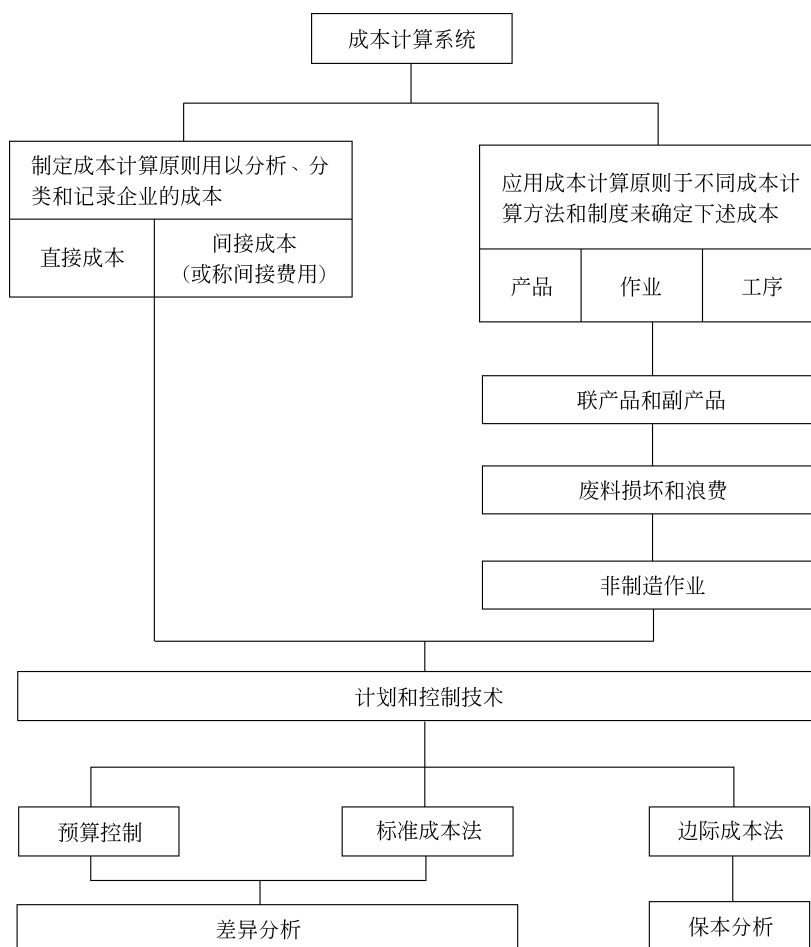 成本计算系统
制定成本计算原则用以分析、分
类和记录企业的成本
直接成本
间接成本
（或称间接费用）
应用成本计算原则于不同成本计
算方法和制度来确定下述成本
产品
作业
工序
联产品和副产品
废料损坏和浪费
非制造作业
计划和控制技术
预算控制
标准成本法
边际成本法
差异分析
保本分析